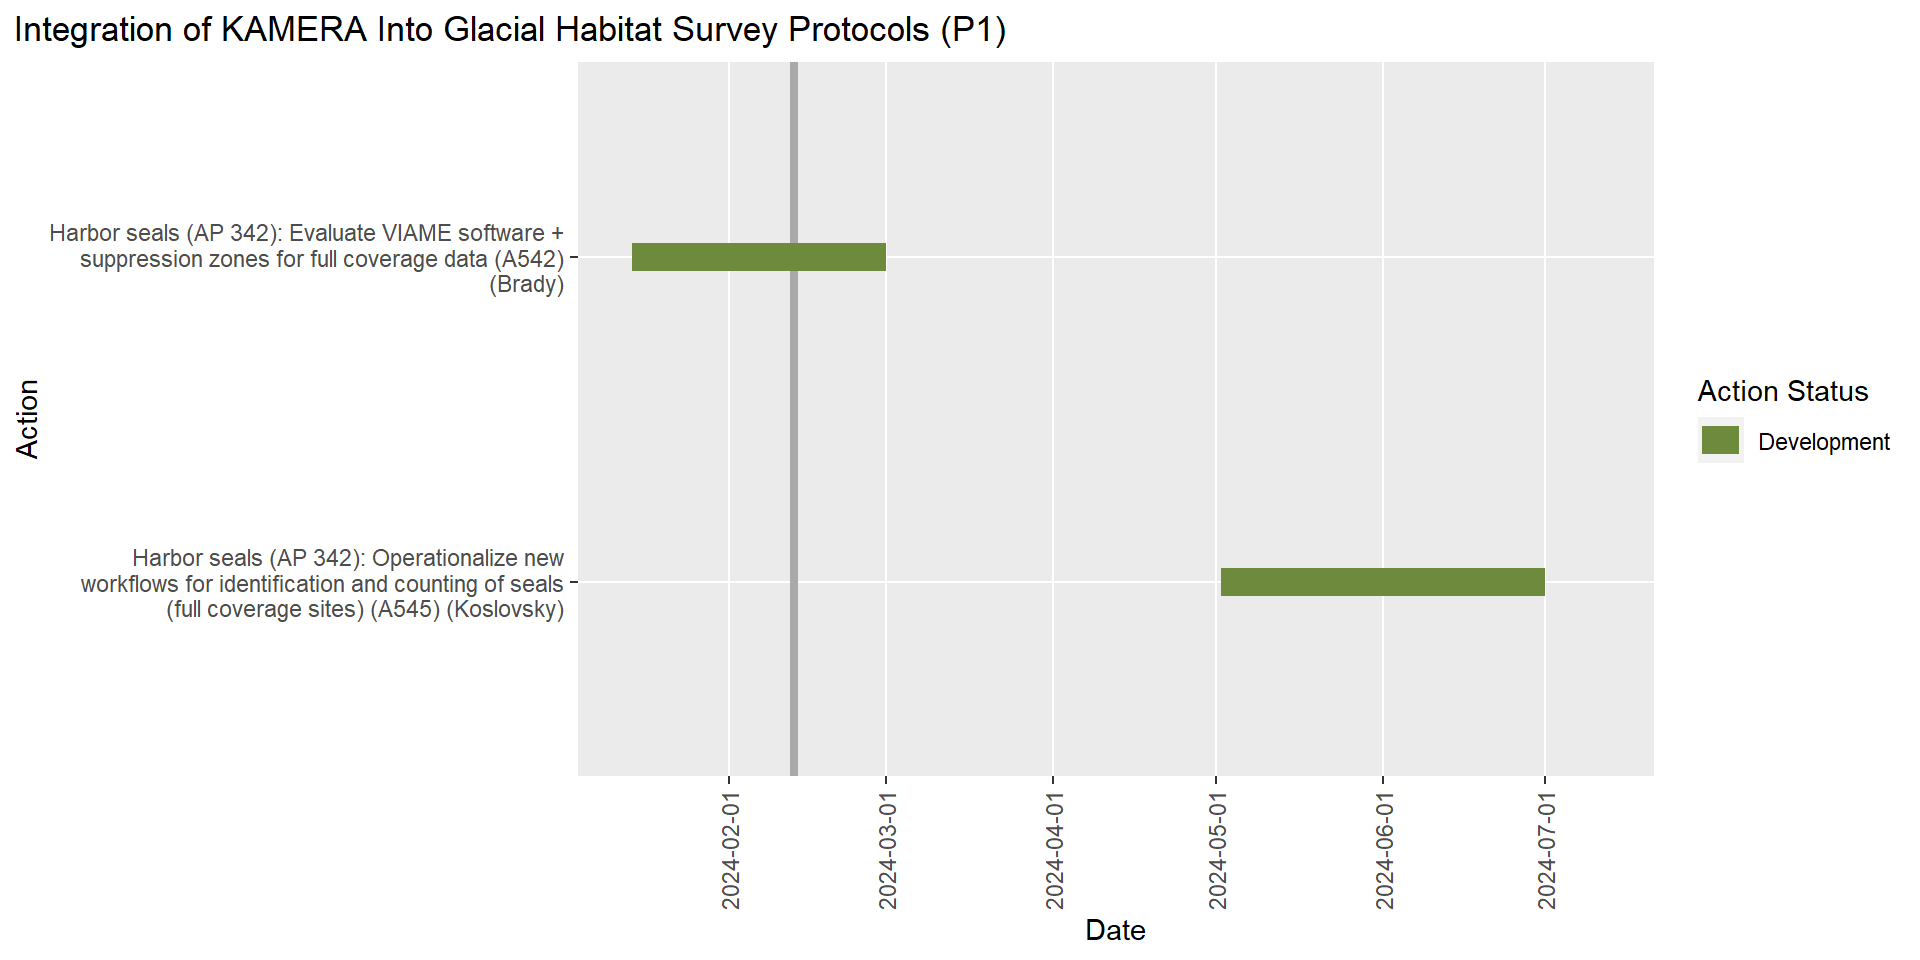 Integration of KAMERA Into Glacial Habitat Survey Protocols (P1)
Harbor seals (AP 342): Evaluate VIAME software +
suppression zones for full coverage data (A542)
(Brady)
Action
Harbor seals (AP 342): Operationalize new
workflows for identification and counting of seals
(full coverage sites) (A545) (Koslovsky)
Action Status
Development
2024-02-01
2024-03-01
2024-04-01
2024-05-01
2024-06-01
2024-07-01
Date